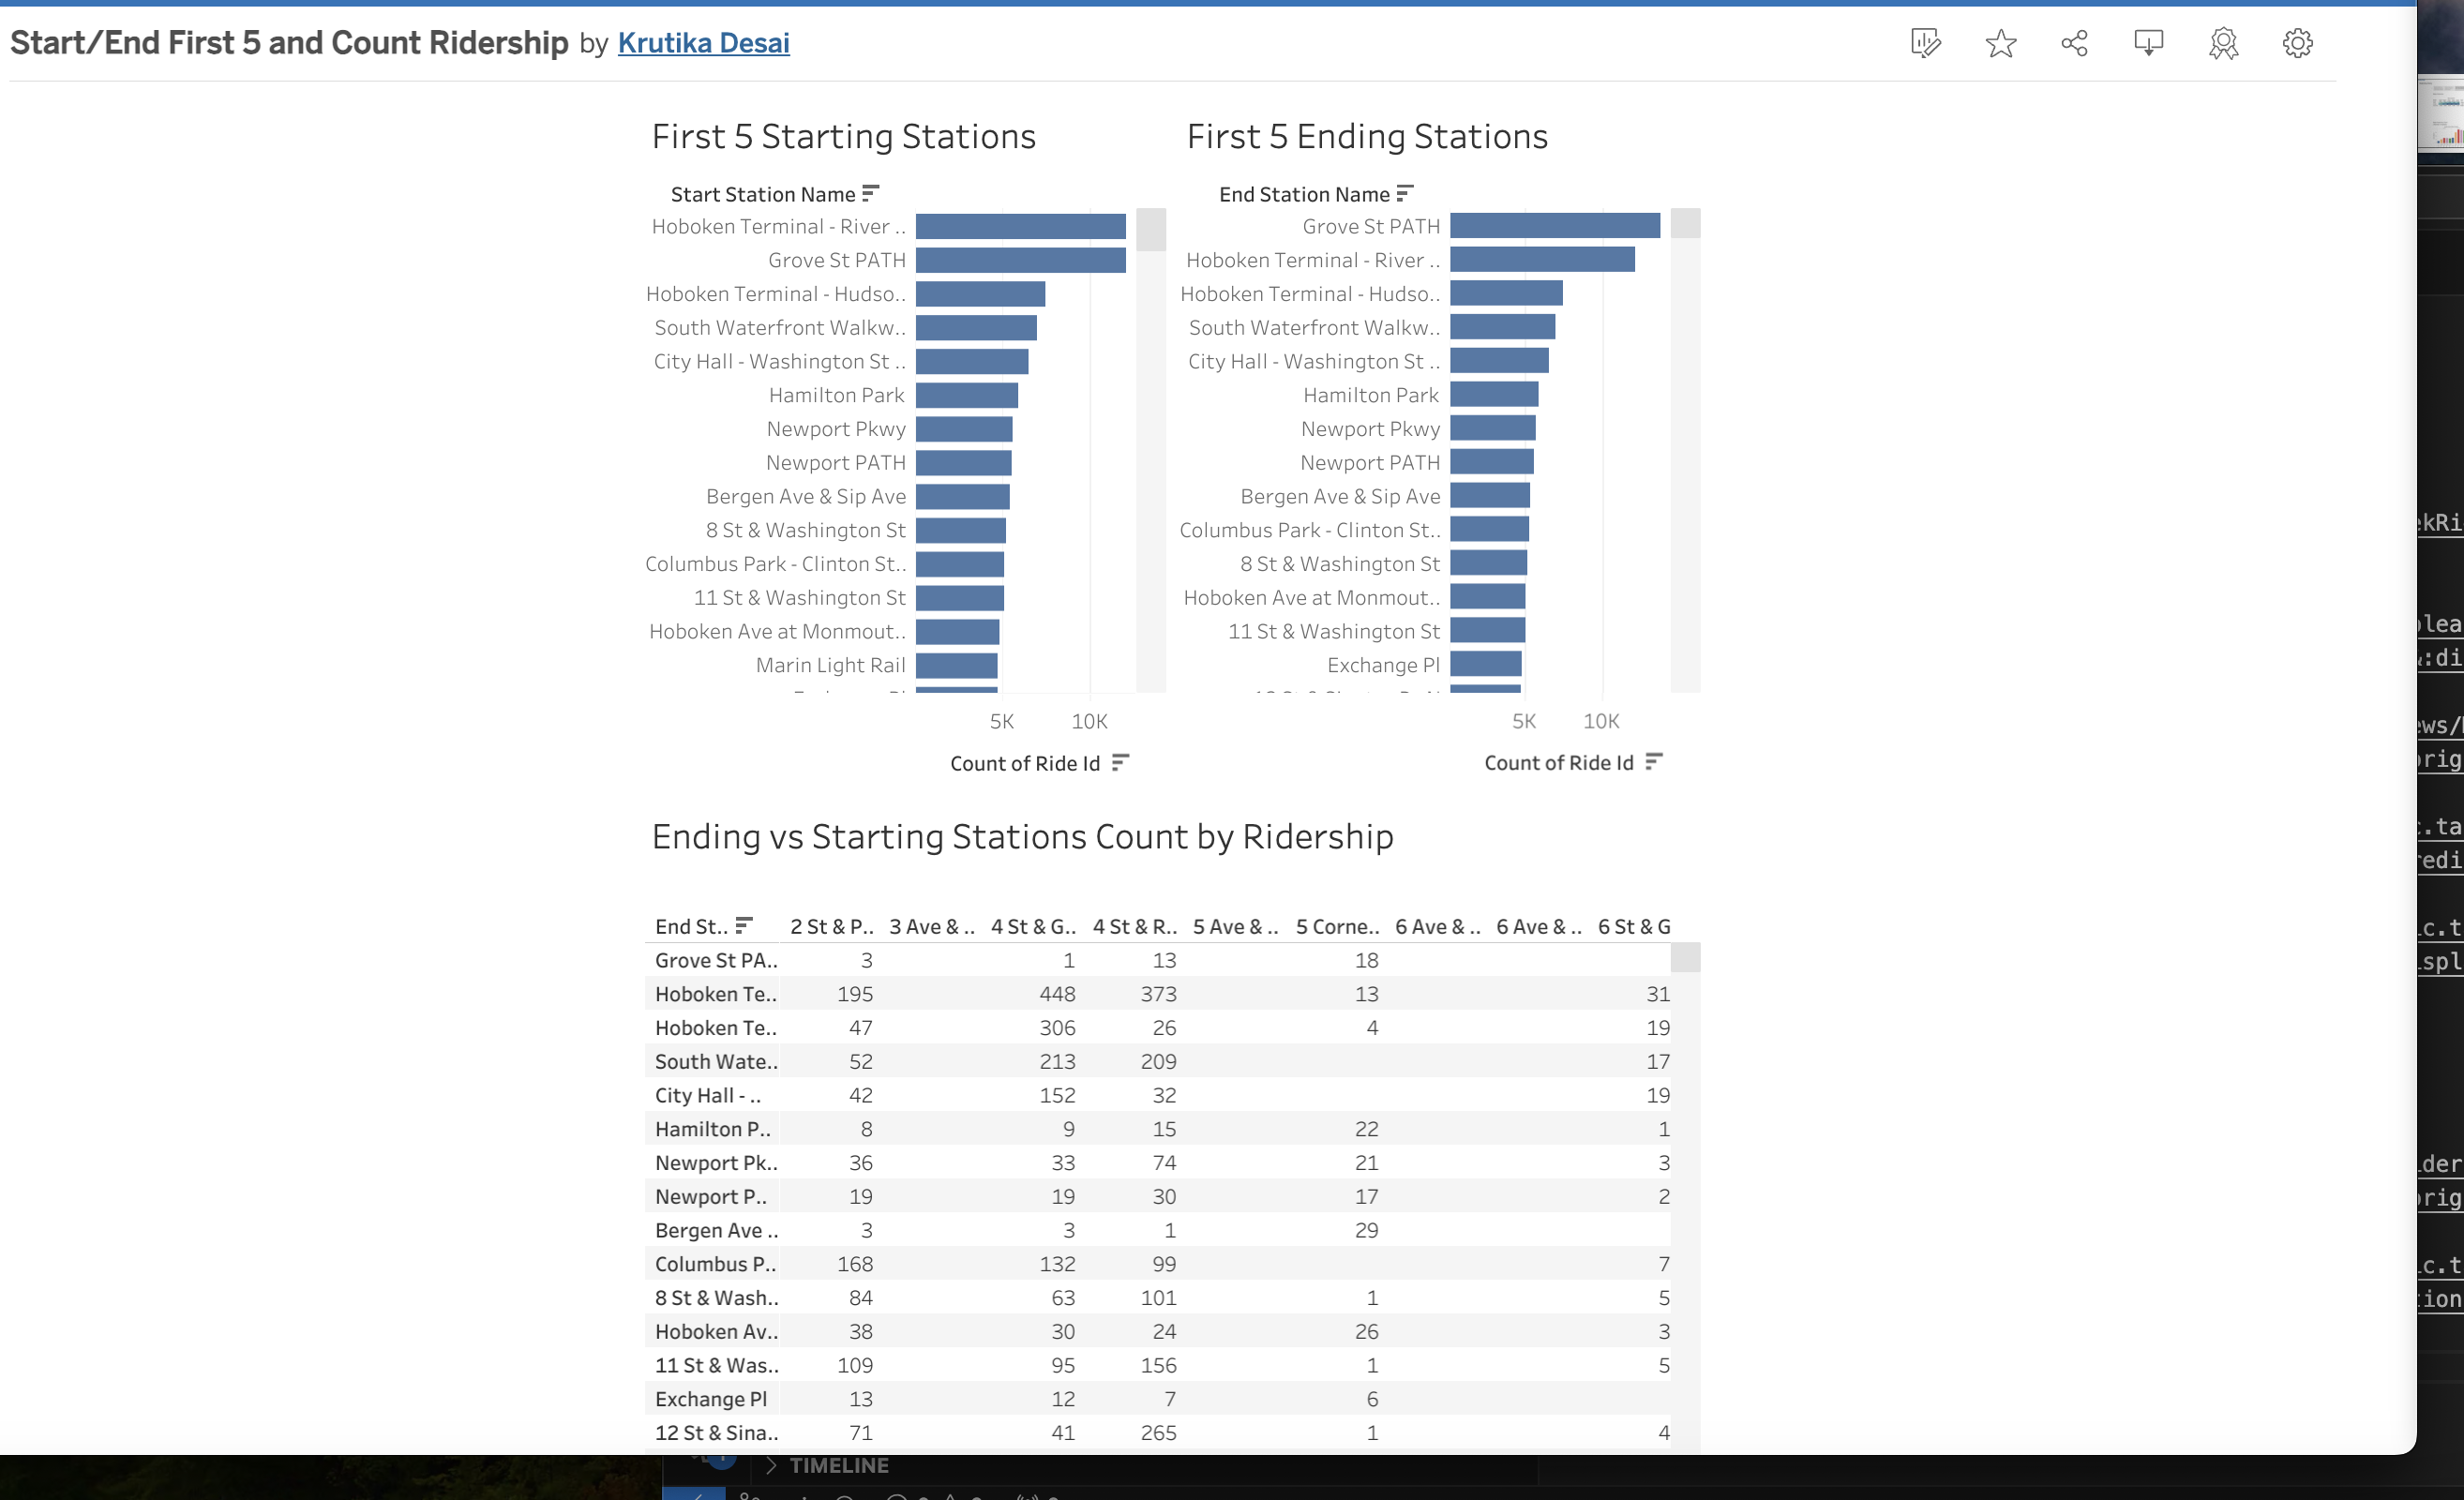 Start/End First 5 and Count Ridership by Krutika Desai
First 5 Starting Stations
Start Station Name
Hoboken Terminal - River ..
Grove St PATH
Hoboken Terminal - Hudso..
South Waterfront Walkw..
City Hall - Washington St ..
Hamilton Park
Newport Pkwy
Newport PATH
Bergen Ave & Sip Ave
8 St & Washington St
Columbus Park - Clinton St..
11 St & Washington St
Hoboken Ave at Monmout..
Marin Light Rail
5K 10K
Count of Ride Id
First 5 Ending Stations
End Station Name
Grove St PATH
Hoboken Terminal - River ..
Hoboken Terminal - Hudso..
South Waterfront Walkw..
City Hall - Washington St ..
Hamilton Park
Newport Pkwy
Newport PATH
Bergen Ave & Sip Ave
Columbus Park - Clinton St..
8 St & Washington St
Hoboken Ave at Monmout..
11 St & Washington St
Exchange Pl
5K 10K
Count of Ride Id
Ending vs Starting Stations Count by Ridership
End St.. 2 St & P.. 3 Ave & .. 4 St & G.. 4 St & R.. 5 Ave & .. 5 Corne.. 6 Ave & .. 6 Ave & .. 6 St & G
Grove St PA.. 3 1 13 18
Hoboken Te.. 195 448 373 13 31
Hoboken Te.. 47 306 26 4 19
South Wate.. 52 213 209 17
City Hall - .. 42 152 32 19
Hamilton P.. 8 9 15 22 1
Newport Pk.. 36 33 74 21 3
Newport P.. 19 19 30 17 2
Bergen Ave .. 3 3 1 29
Columbus P.. 168 132 99 7
8 St & Wash.. 84 63 101 1 5
Hoboken Av.. 38 30 24 26 3
11 St & Was.. 109 95 156 1 5
Exchange Pl 13 12 7 6
12 St & Sina.. 71 41 265 1 4
TIMELINE
ekRi
lea
:di
ews/
rig
.ta
edi
c.t
spl
der
rig
c.t
ion